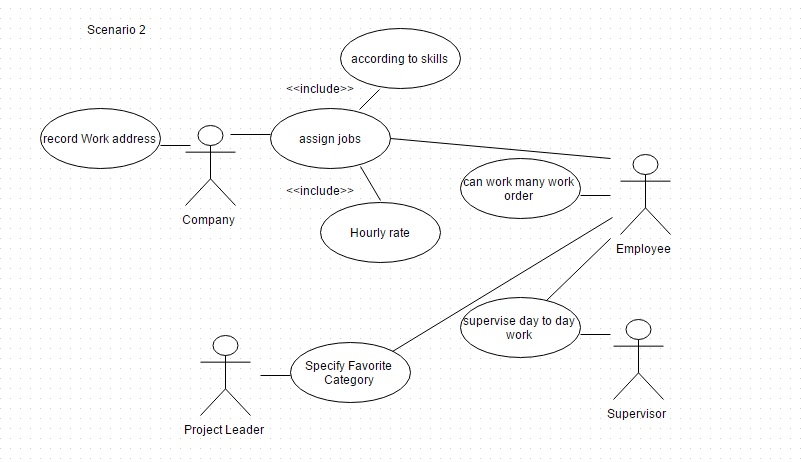 Scenario 2
according to skills
<<include>>
record Work address
assign jobs
can work many work
order
<<include>>
Company
Hourly rate
Employee
supervise day to day
work
Specify Favorite
Category
Supervisor
Project Leader